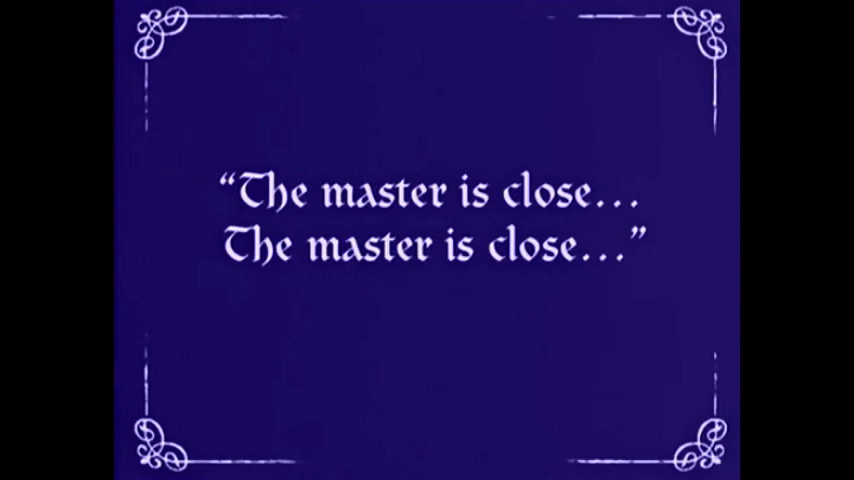 “The master is close...
The master is close...”